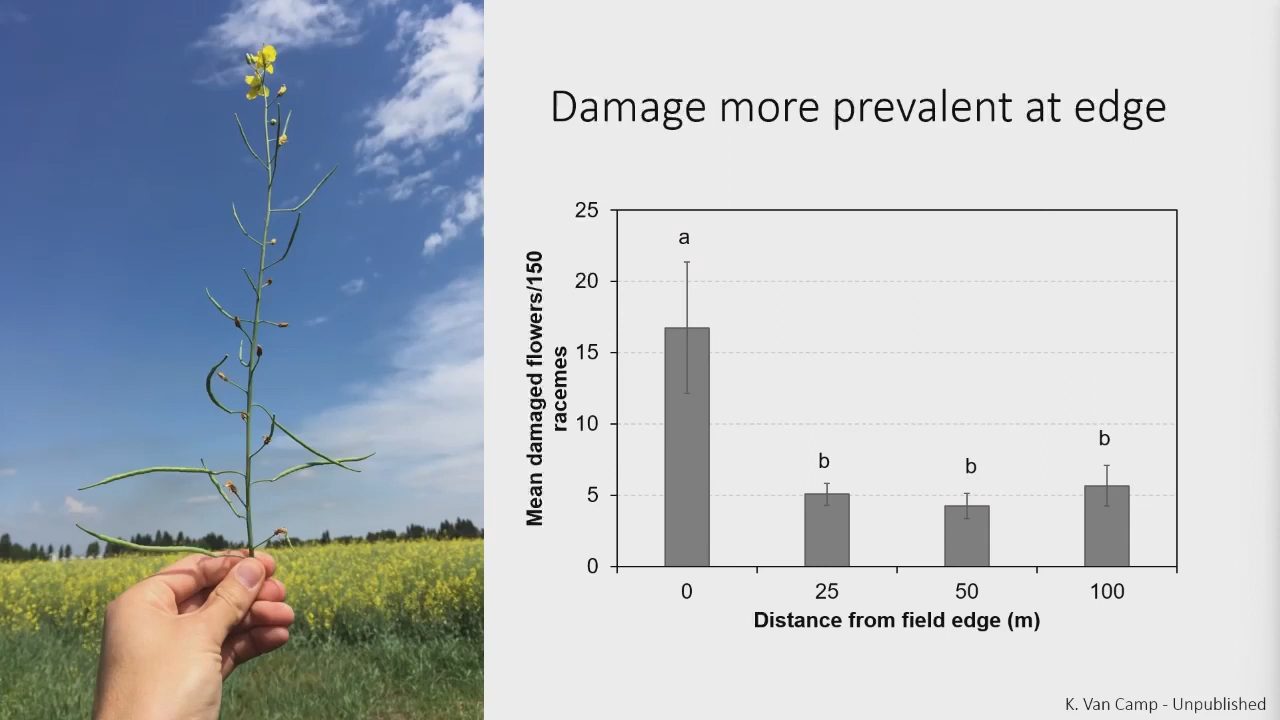 Damage more prevalent at edge
25
20
15
10
5
0
Mean damaged flowers/150
racemes
a
b
b
b
0
25
50
100
Distance from field edge (m)
K. Van Camp - Unpublished